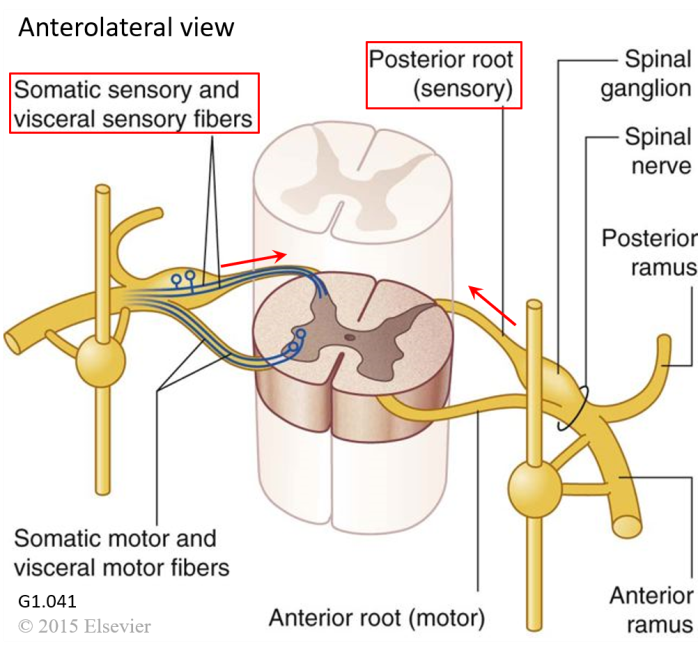 Anterolateral view
Somatic sensory and
visceral sensory fibers
Posterior root
(sensory)
Spinal
ganglion
Spinal
nerve
Posterior
ramus
Somatic motor and
visceral motor fibers
G1.041
© 2015 Elsevier
Anterior root (motor)
Anterior
ramus